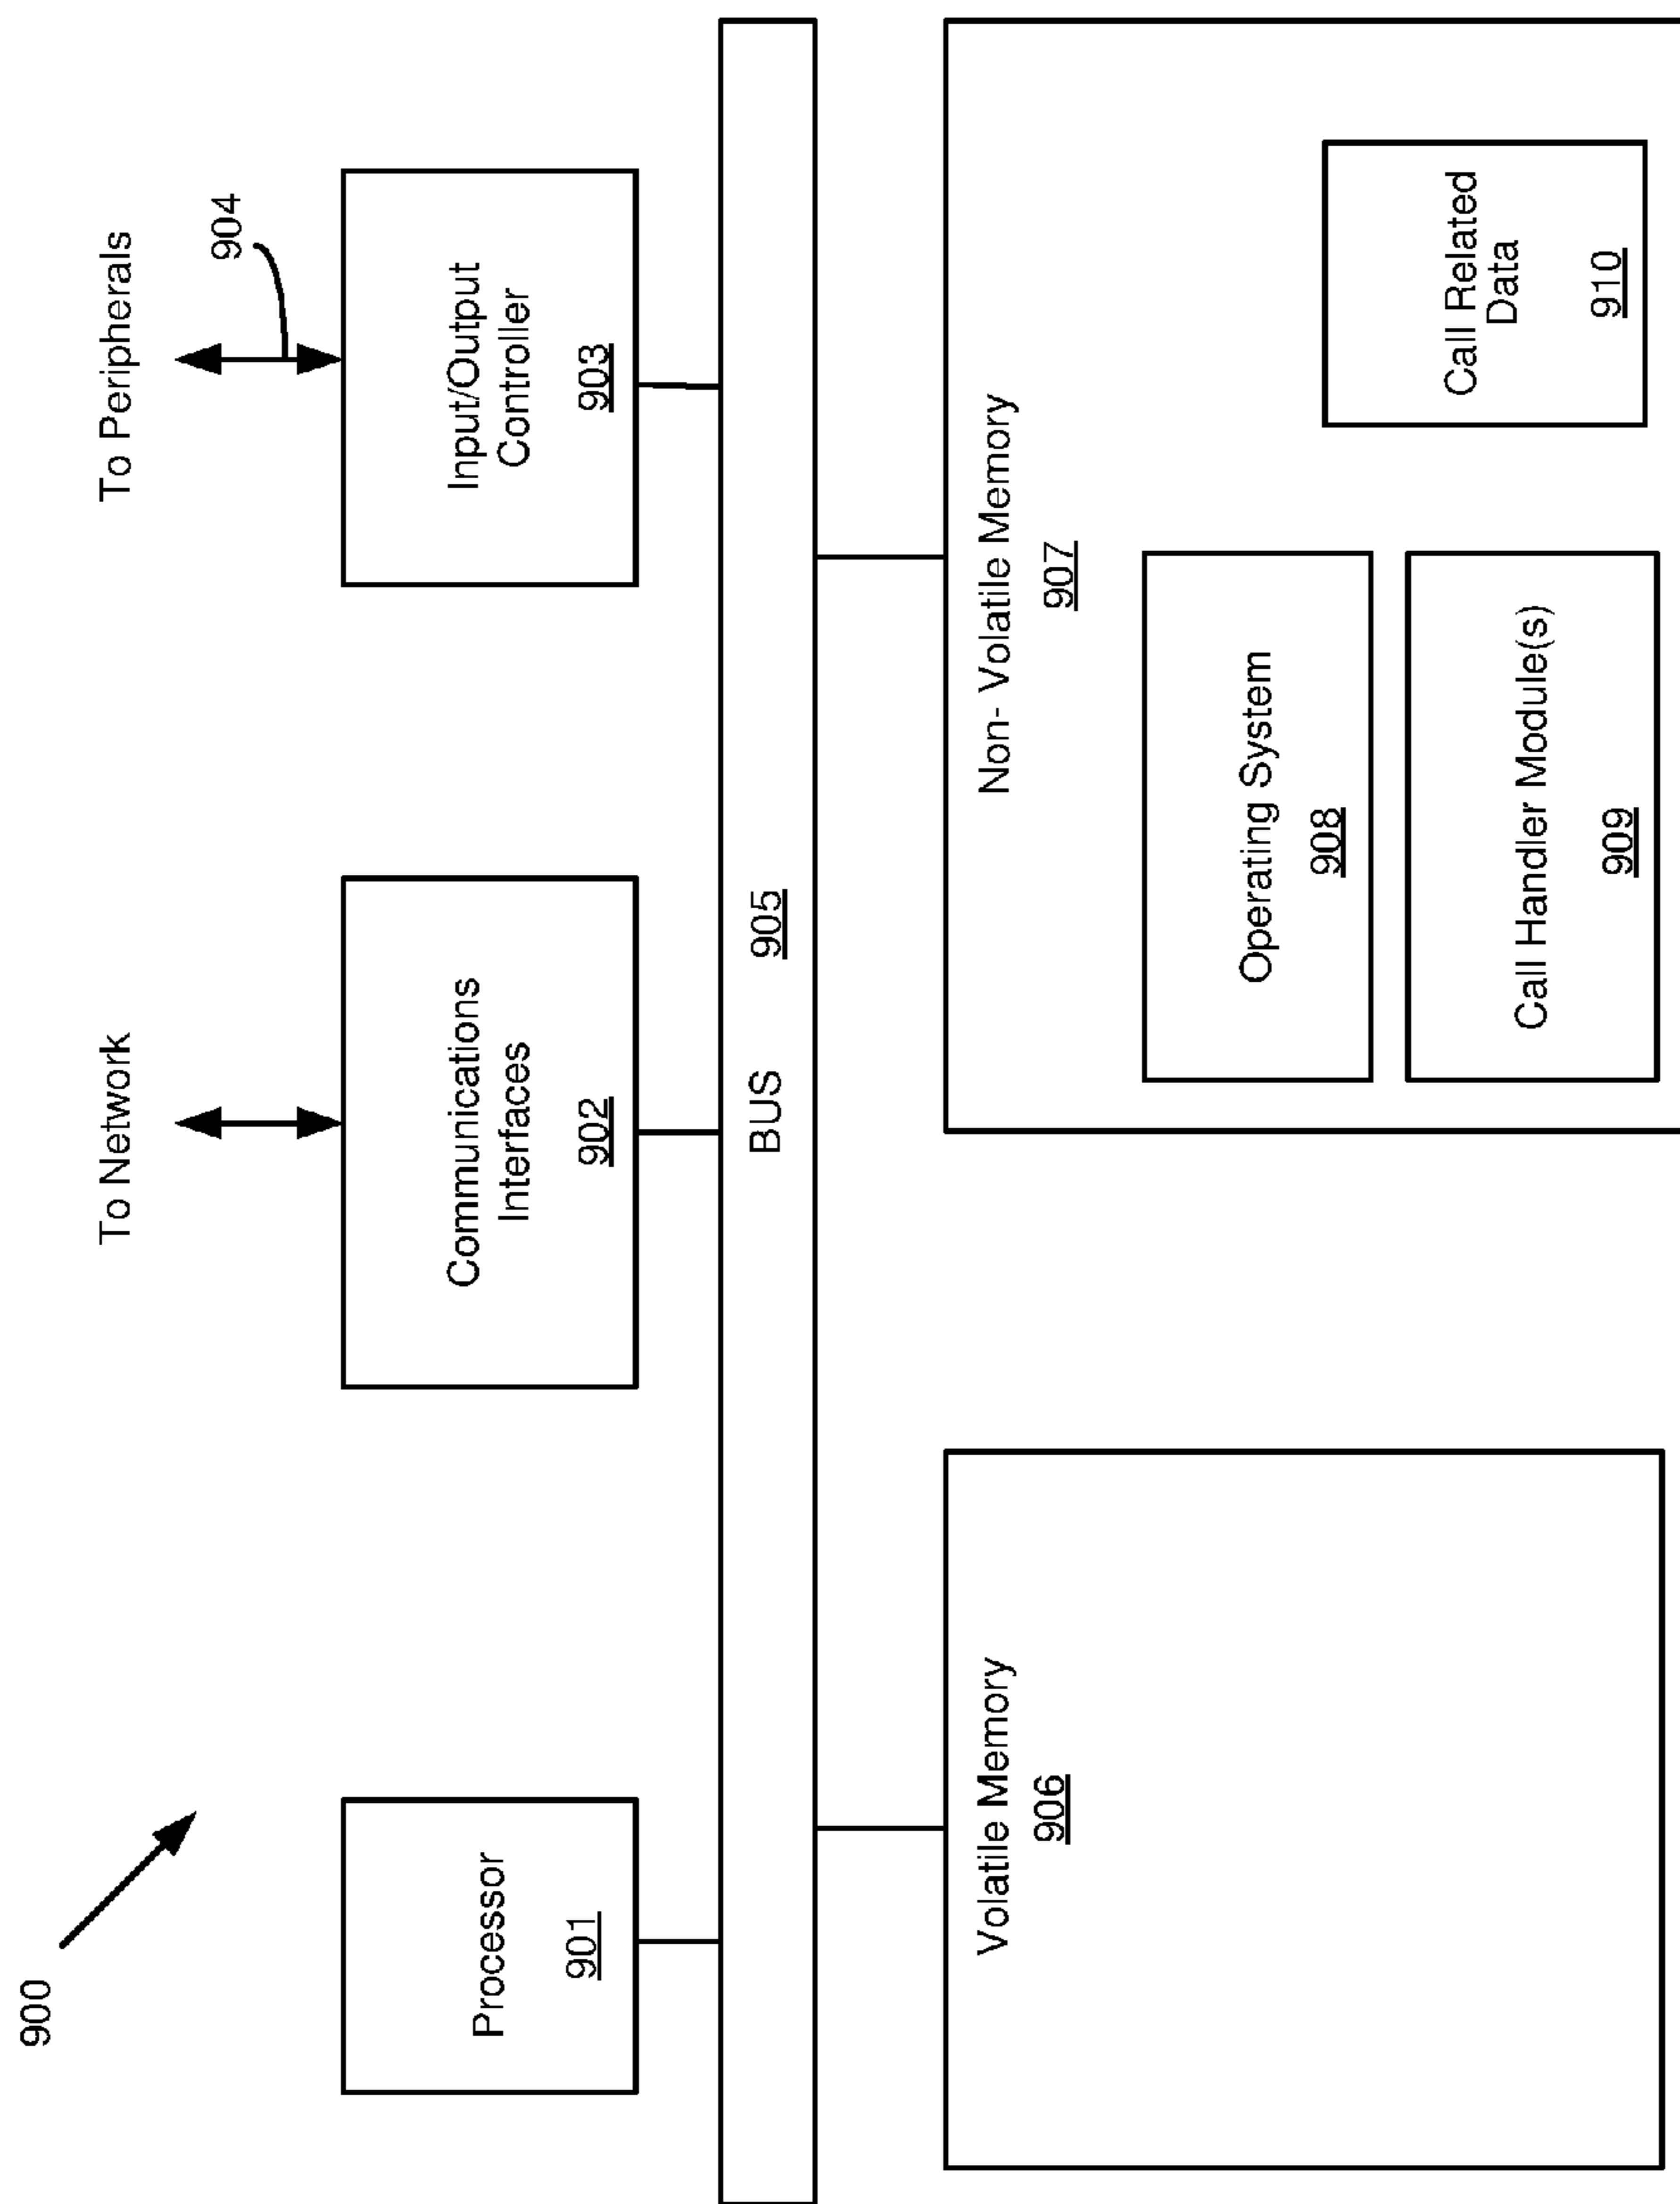 900
To Network
To Peripherals
904
Processor
901
Communications
Interfaces
902
Input/Output
Controller
903
BUS
905
Volatile Memory
906
Non- Volatile Memory
907
Operating System
908
Call Handler Module(s)
909
Call Related
Data
910